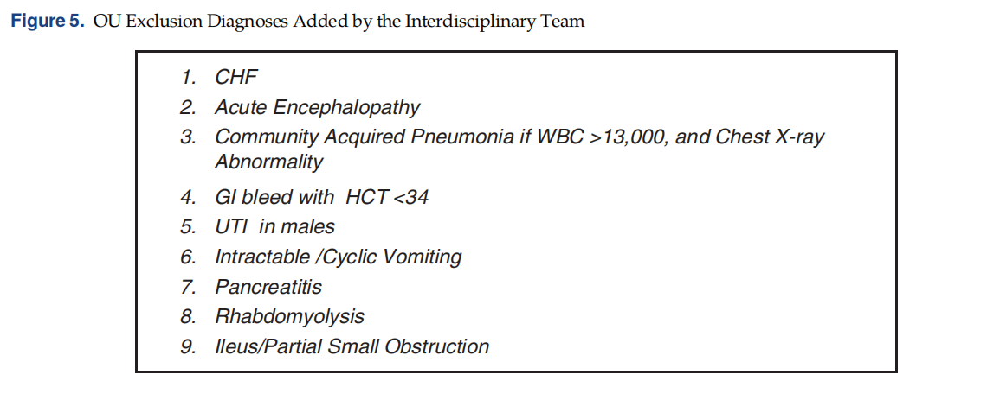 Figure 5. OU Exclusion Diagnoses Added by the Interdisciplinary Team
1. CHF
2. Acute Encephalopathy
3. Community Acquired Pneumonia if WBC >13,000, and Chest X-ray
Abnormality
4. GI bleed with HCT <34
5. UTI in males
6. Intractable /Cyclic Vomiting
7. Pancreatitis
8. Rhabdomyolysis
9. Ileus/Partial Small Obstruction